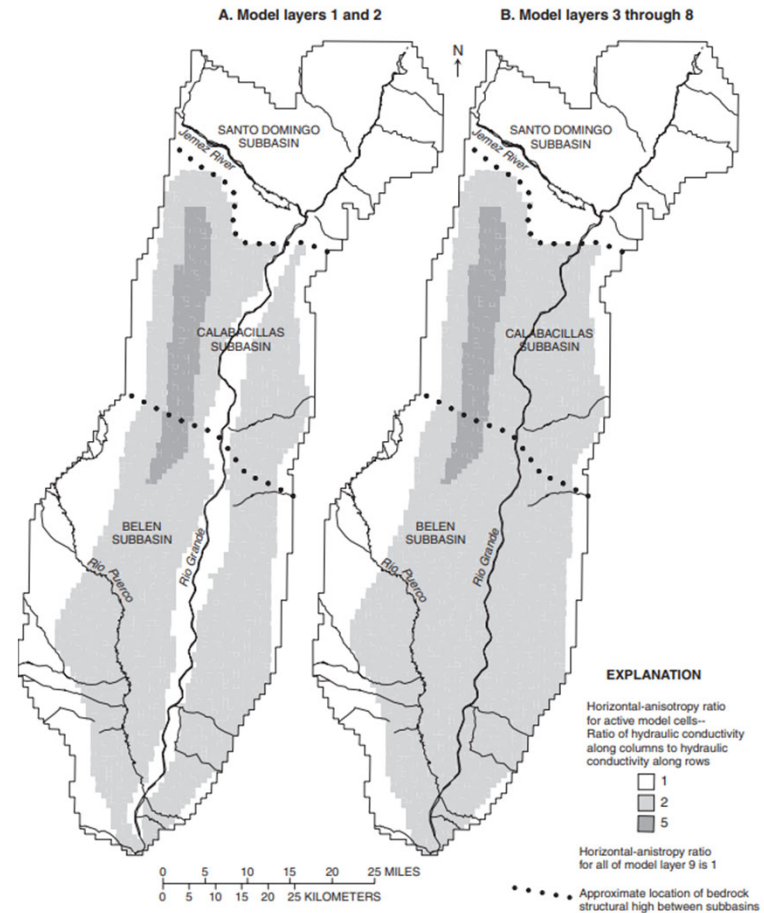 A. Model layers 1 and 2
B. Model layers 3 through 8
N
SANTO DOMINGO
SUBBASIN
Jemez River
CALABACILLAS
SUBBASIN
BELEN
SUBBASIN
Rio Puerco
Rio Grande
SANTO DOMINGO
SUBBASIN
Jemez River
CALABACILLAS
SUBBASIN
BELEN
SUBBASIN
Rio Puerco
Rio Grande
EXPLANATION
Horizontal-anisotropy ratio
for active model cells--
Ratio of hydraulic conductivity
along columns to hydraulic
conductivity along rows
1
2
5
Horizontal-anistropy ratio
for all of model layer 9 is 1
Approximate location of bedrock
structural high between subbasins
0 5 10 15 20 25 MILES
0 5 10 15 20 25 KILOMETERS